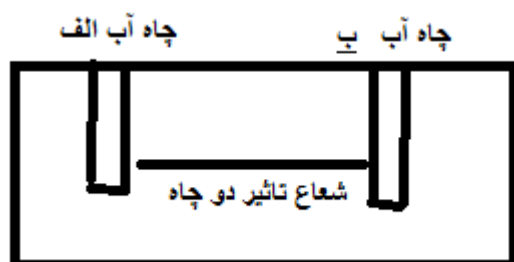 چاه آب الف
چاه آب ب
شعاع تاثیر دو چاه